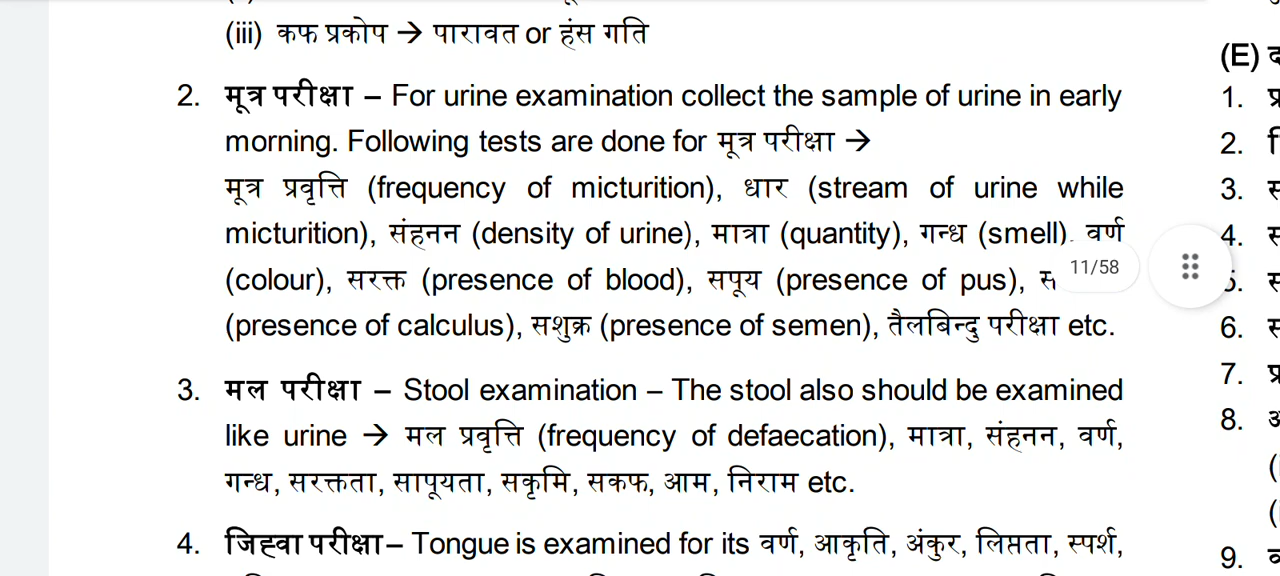 (iii) कफ प्रकोप → पारावत or हंस गति
(E)
2. मूत्र परीक्षा – For urine examination collect the sample of urine in early
morning. Following tests are done for मूत्र परीक्षा →
मूत्र प्रवृत्ति (frequency of micturition), धार (stream of urine while
micturition), संहनन (density of urine), मात्रा (quantity), गन्ध (smell), वर्ण
(colour), सरक्त (presence of blood), सपूय (presence of pus),
(presence of calculus), सशुक्र (presence of semen), तैलबिन्दु परीक्षा etc.
3. मल परीक्षा – Stool examination – The stool also should be examined
like urine → मल प्रवृत्ति (frequency of defaecation), मात्रा, संहनन, वर्ण,
गन्ध, सरक्तता, सापूयता, सकृमि, सकफ, आम, निराम etc.
4. जिह्वा परीक्षा– Tongue is examined for its वर्ण, आकृति, अंकुर, लिप्तता, स्पर्श,
11/58
1.
2.
3.
4.
5.
6.
7.
8.
9.